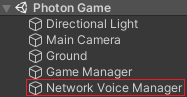 Photon Game
Directional Light
Main Camera
Ground
Game Manager
Network Voice Manager